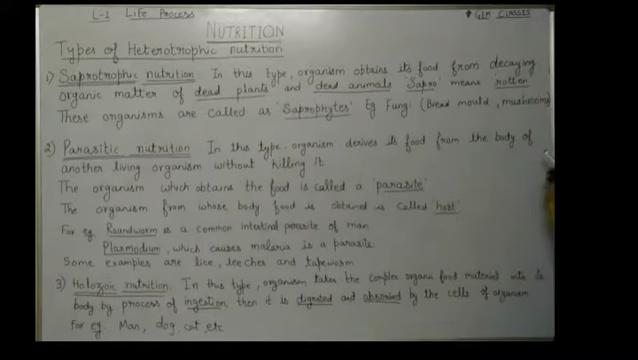 L-1 Life Process
* Gem Classes
NUTRITION
Types of Heterotrophic nutrition
1) Saprotrophic nutrition In this type, organism obtains its food from decaying
organic matter of dead plants and dead animals 'Sapro' means rotten
These organisms are called as 'Saprophytes' Eg Fungi (Bread mould, mushroom)
2) Parasitic nutrition In this type organism derives its food from the body of
another living organism without killing it
The organism which obtains the food is called a 'parasite'
The organism from whose body food is obtained is called 'host'
For eg Roundworm is a common intestinal parasite of man
Plasmodium, which causes malaria is a parasite
Some examples are lice, leeches and tapeworm
3) Holozoic nutrition. In this type, organism takes the complex organic food material into its
body by process of ingestion, then it is digested and absorbed by the cells of organism
For eg. Man, dog, cat, etc